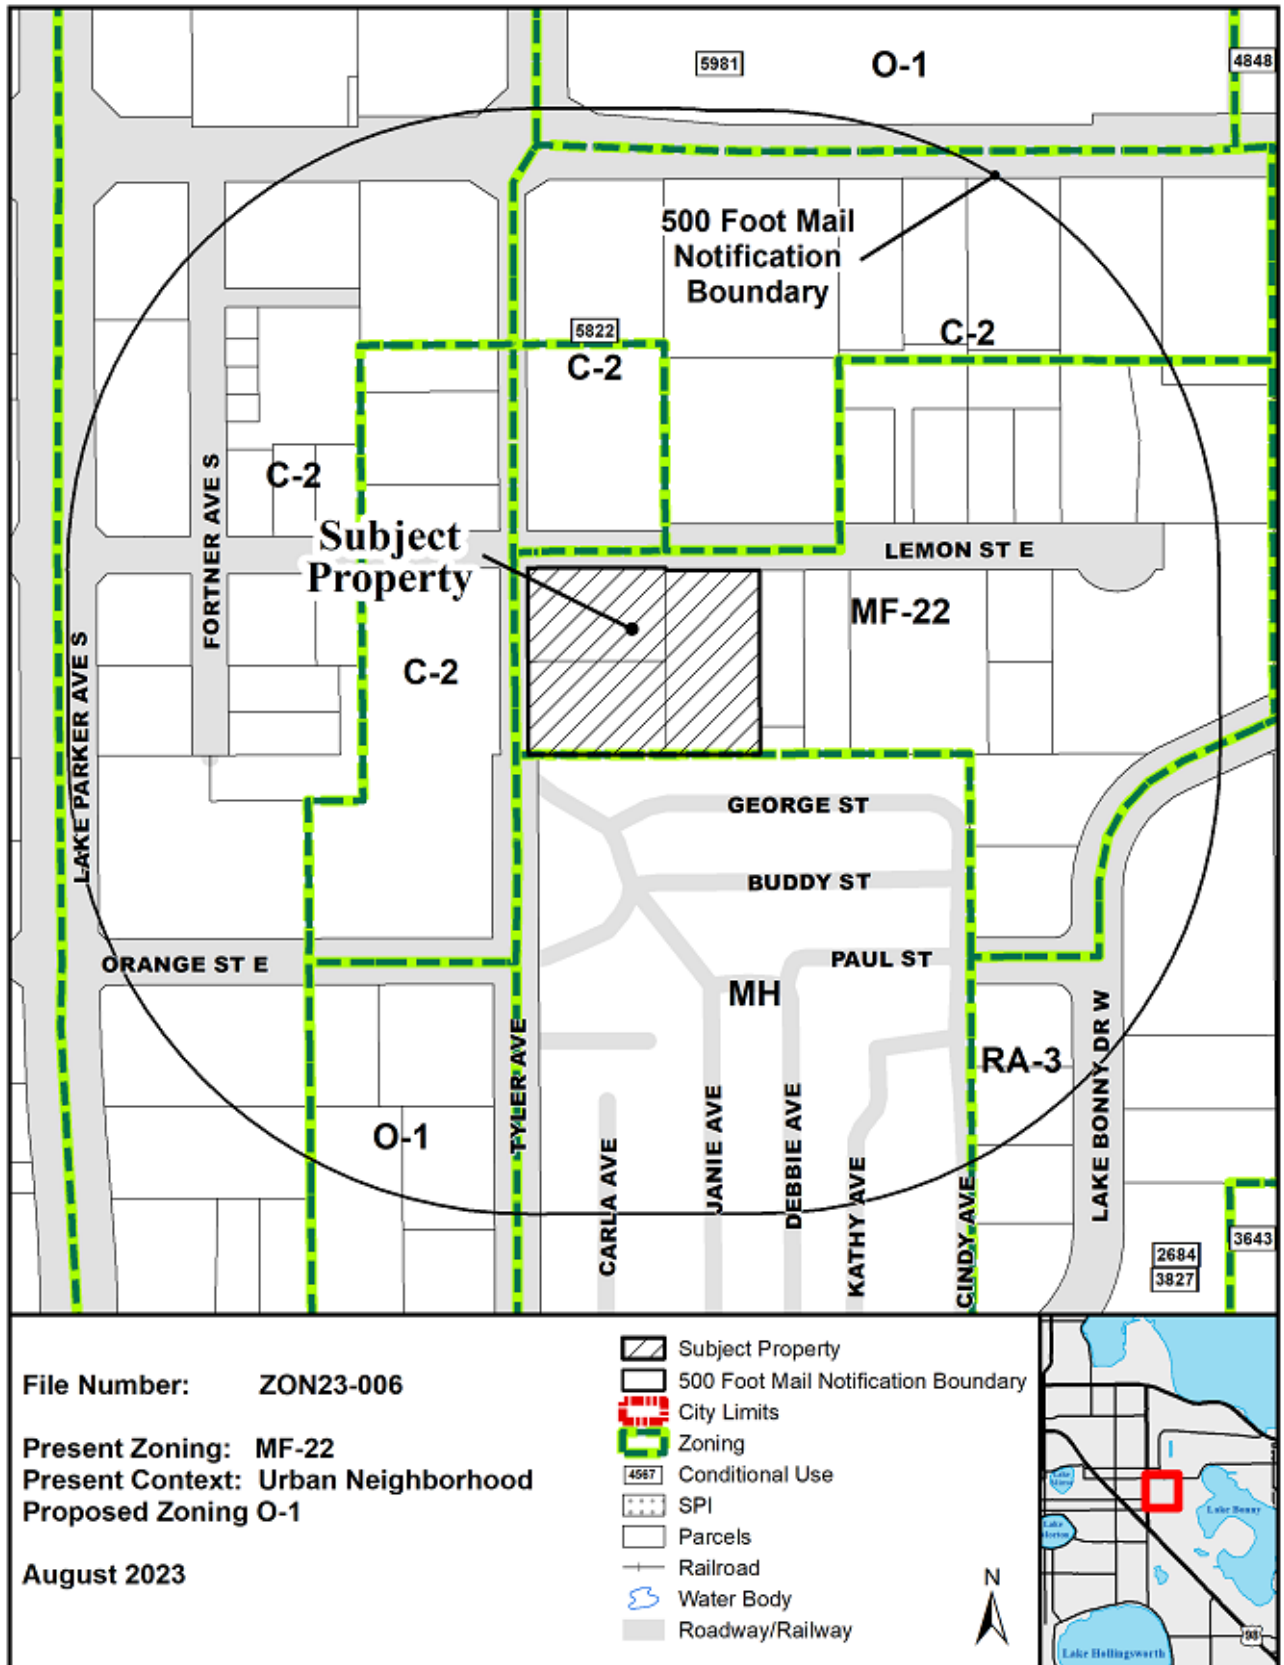 5981
O-1
4848
500 Foot Mail
Notification
Boundary
5822
C-2
C-2
C-2
Subject
Property
LEMON ST E
FORTNER AVE S
MF-22
C-2
LAKE PARKER AVE S
GEORGE ST
BUDDY ST
PAUL ST
ORANGE ST E
MH
RA-3
TYLER AVE
O-1
CARLA AVE
JANIE AVE
DEBBIE AVE
KATHY AVE
CINDY AVE
LAKE BONNY DR W
2684
3827
3643
File Number: ZON23-006
Present Zoning: MF-22
Present Context: Urban Neighborhood
Proposed Zoning O-1
August 2023
Subject Property
500 Foot Mail Notification Boundary
City Limits
Zoning
4567 Conditional Use
SPI
Parcels
Railroad
Water Body
Roadway/Railway
N
Lake Bonny
Lake
98
Lake Hollingsworth